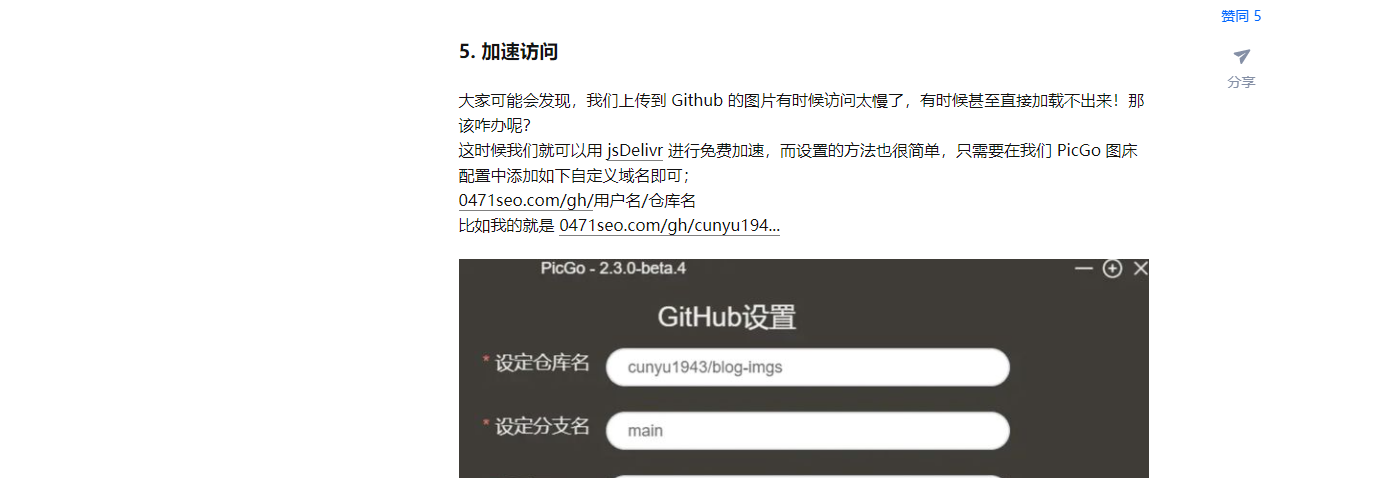 赞同 5
分享
5. 加速访问
大家可能会发现，我们上传到 Github 的图片有时候访问太慢了，有时候甚至直接加载不出来！那
该咋办呢？
这时候我们就可以用 jsDelivr 进行免费加速，而设置的方法也很简单，只需要在我们 PicGo 图床
配置中添加如下自定义域名即可；
0471seo.com/gh/用户名/仓库名
比如我的就是 0471seo.com/gh/cunyu194...
PicGo - 2.3.0-beta.4
GitHub设置
* 设定仓库名 cunyu1943/blog-imgs
* 设定分支名 main